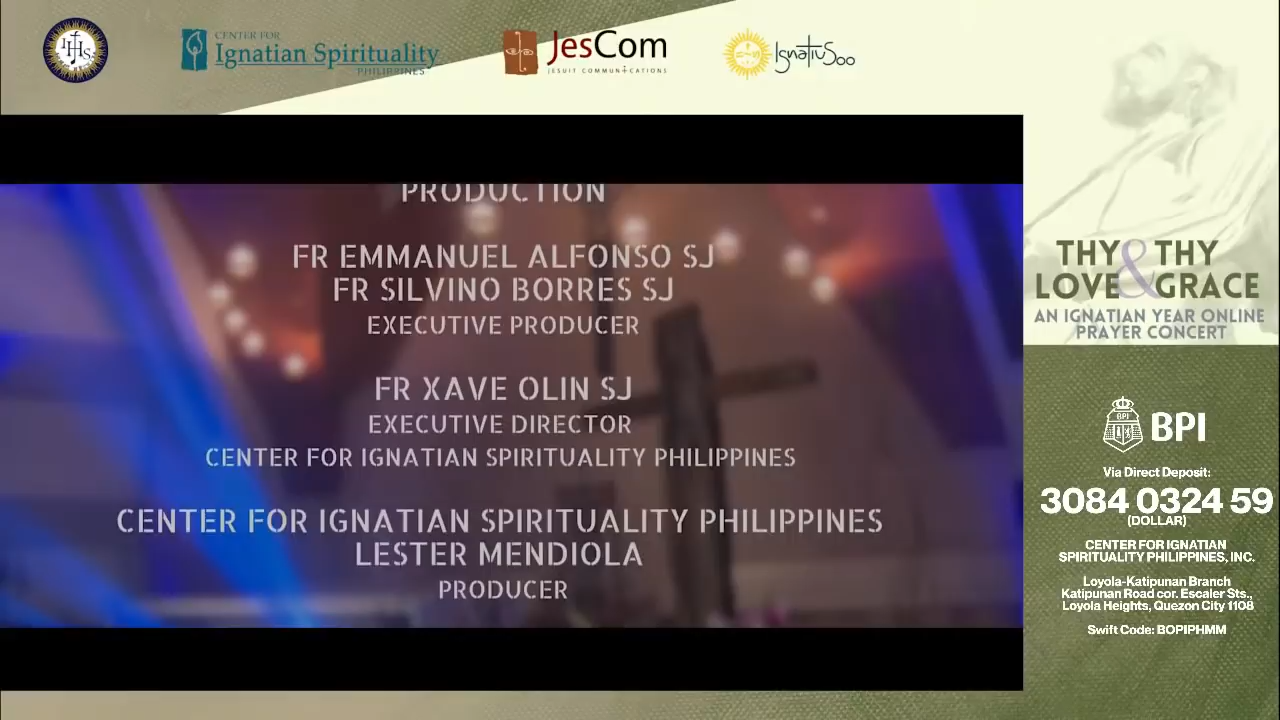 IHS
CENTER FOR
Ignatian Spirituality
PHILIPPINES
JesCom
JESUIT COMMUNICATIONS
Ignatius500
PRODUCTION
FR EMMANUEL ALFONSO SJ
FR SILVINO BORRES SJ
EXECUTIVE PRODUCER
FR XAVE OLIN SJ
EXECUTIVE DIRECTOR
CENTER FOR IGNATIAN SPIRITUALITY PHILIPPINES
CENTER FOR IGNATIAN SPIRITUALITY PHILIPPINES
LESTER MENDIOLA
PRODUCER
THY & THY
LOVE GRACE
AN IGNATIAN YEAR ONLINE
PRAYER CONCERT
BPI
BPI
Via Direct Deposit:
3084 0324 59
(DOLLAR)
CENTER FOR IGNATIAN
SPIRITUALITY PHILIPPINES, INC.
Loyola-Katipunan Branch
Katipunan Road cor. Escaler Sts.,
Loyola Heights, Quezon City 1108
Swift Code: BOPIPHMM